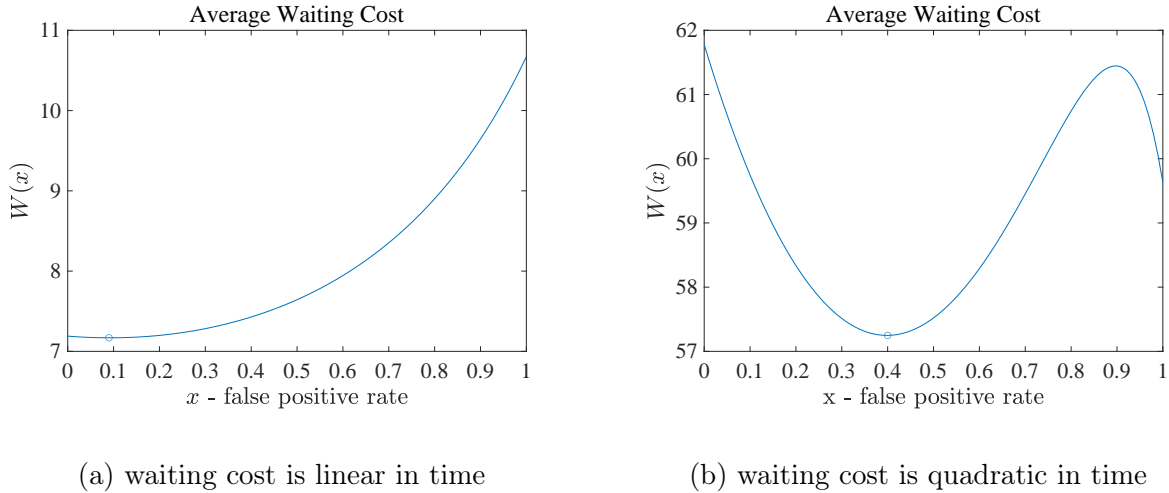 Average Waiting Cost
11
10
9
8
7
W(x)
0 0.1 0.2 0.3 0.4 0.5 0.6 0.7 0.8 0.9 1
x - false positive rate
(a) waiting cost is linear in time
Average Waiting Cost
62
61
60
59
58
57
W(x)
0 0.1 0.2 0.3 0.4 0.5 0.6 0.7 0.8 0.9 1
x - false positive rate
(b) waiting cost is quadratic in time